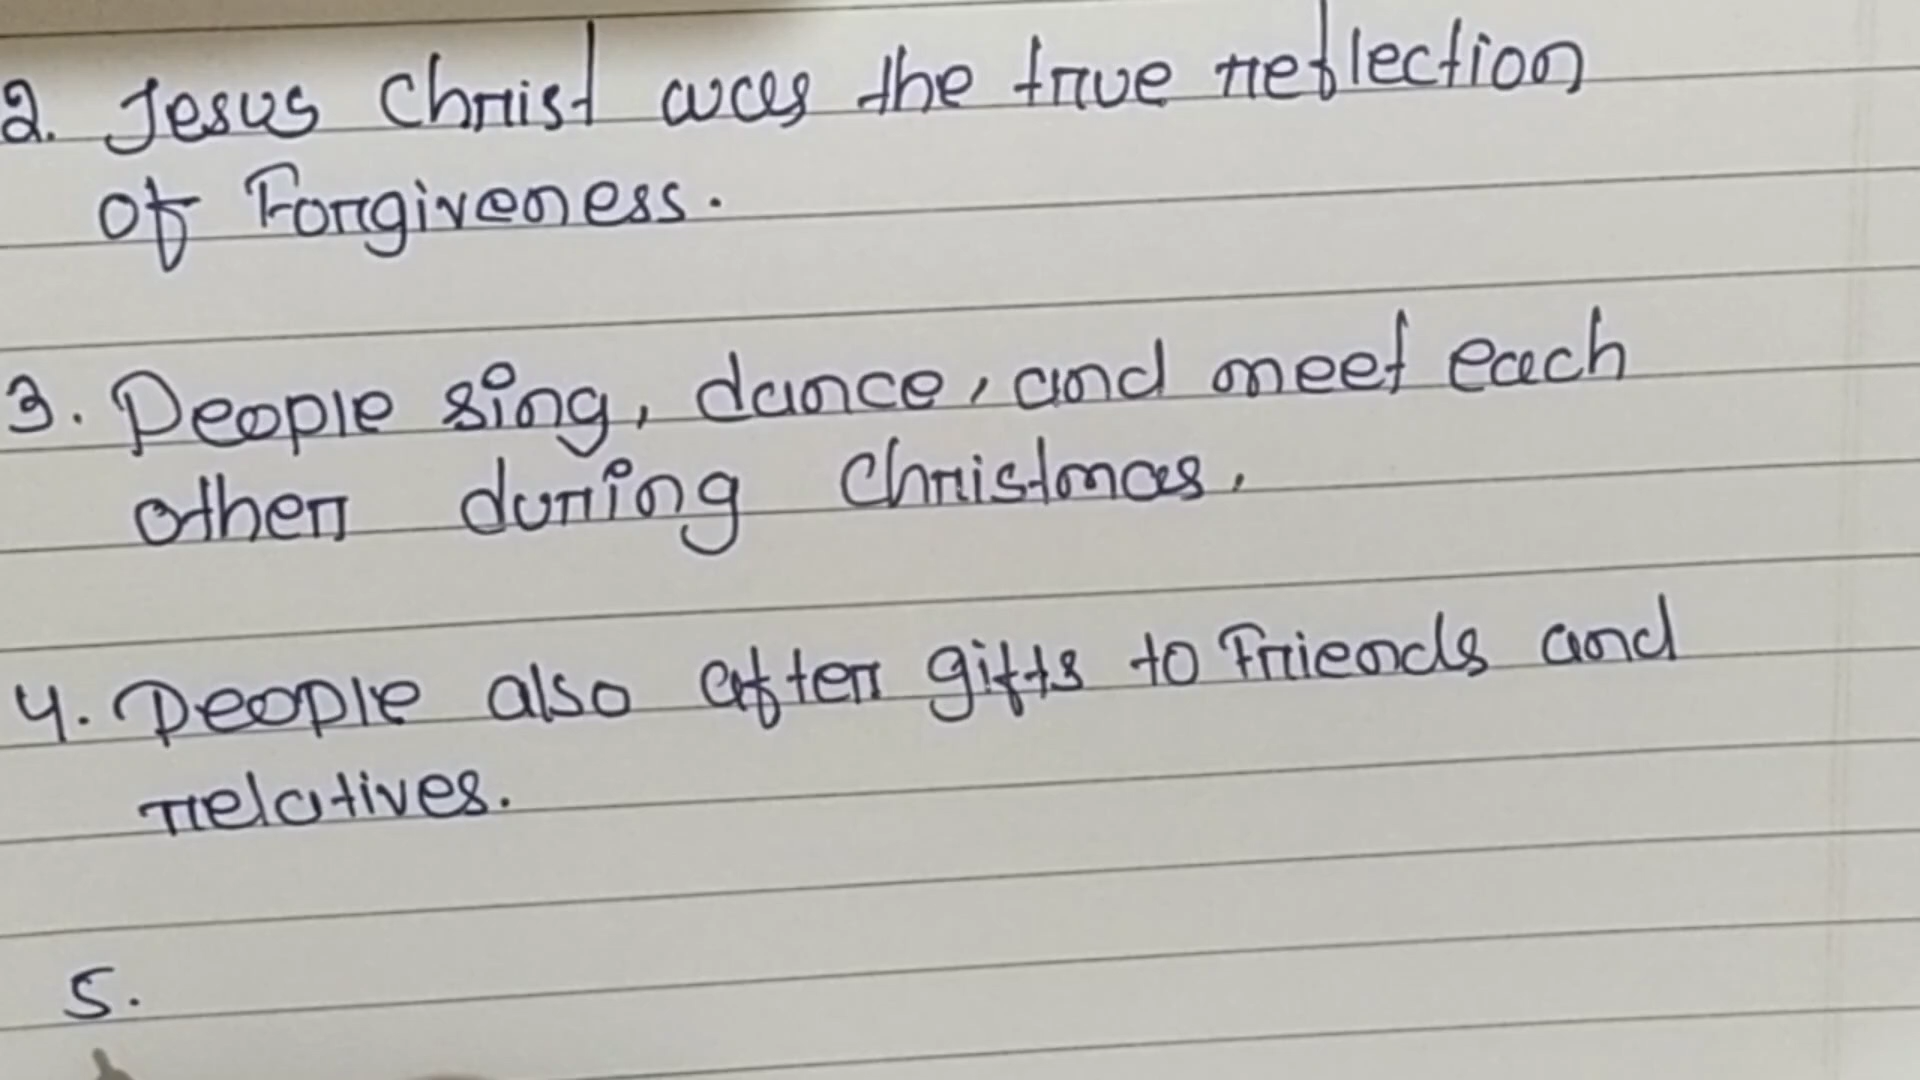 2. Jesus Christ was the true reflection
of Forgiveness.
3. People sing, dance, and meet each
other during Christmas.
4. People also after gifts to Friends and
relatives.
5.